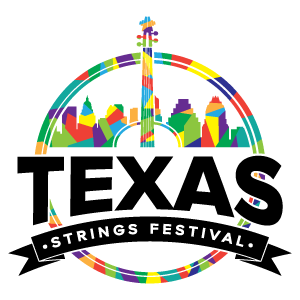 TEXAS
• STRINGS FESTIVAL •